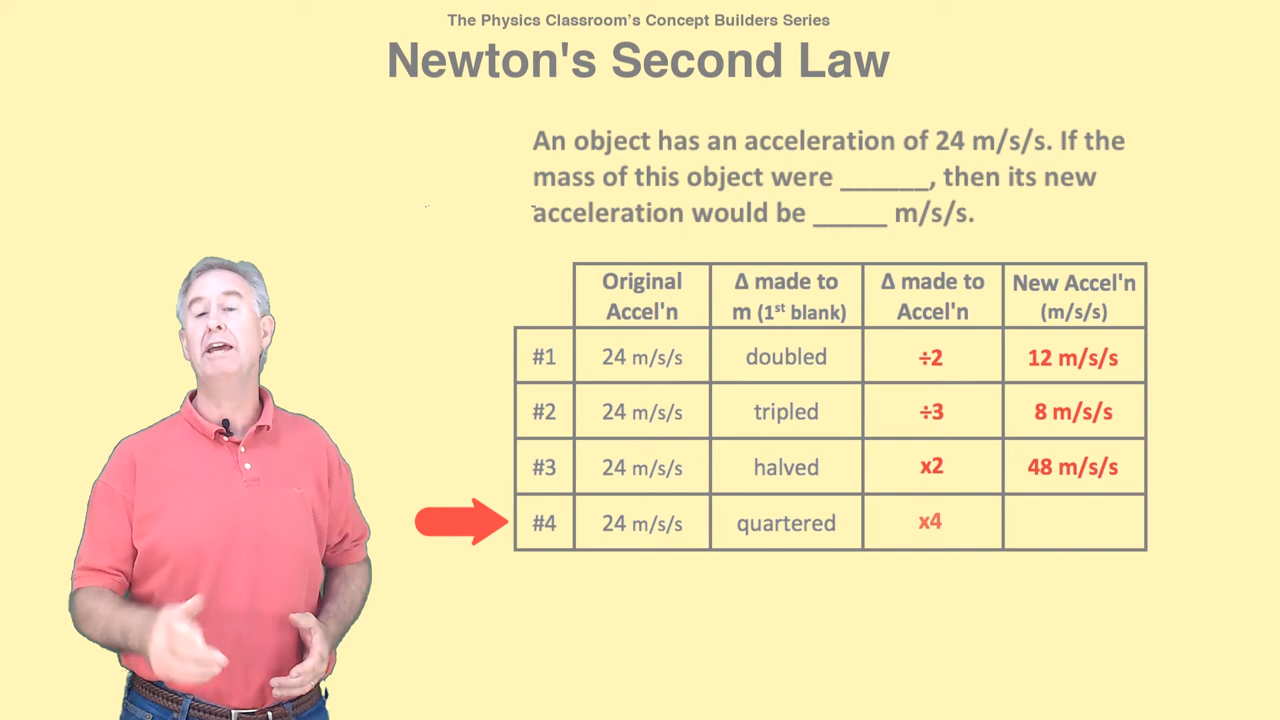 The Physics Classroom's Concept Builders Series
Newton's Second Law
An object has an acceleration of 24 m/s/s. If the
mass of this object were ______, then its new
acceleration would be _____ m/s/s.
Original Accel'n
Δ made to m (1st blank)
Δ made to Accel'n
New Accel'n (m/s/s)
#1 24 m/s/s doubled ÷2 12 m/s/s
#2 24 m/s/s tripled ÷3 8 m/s/s
#3 24 m/s/s halved x2 48 m/s/s
#4 24 m/s/s quartered x4